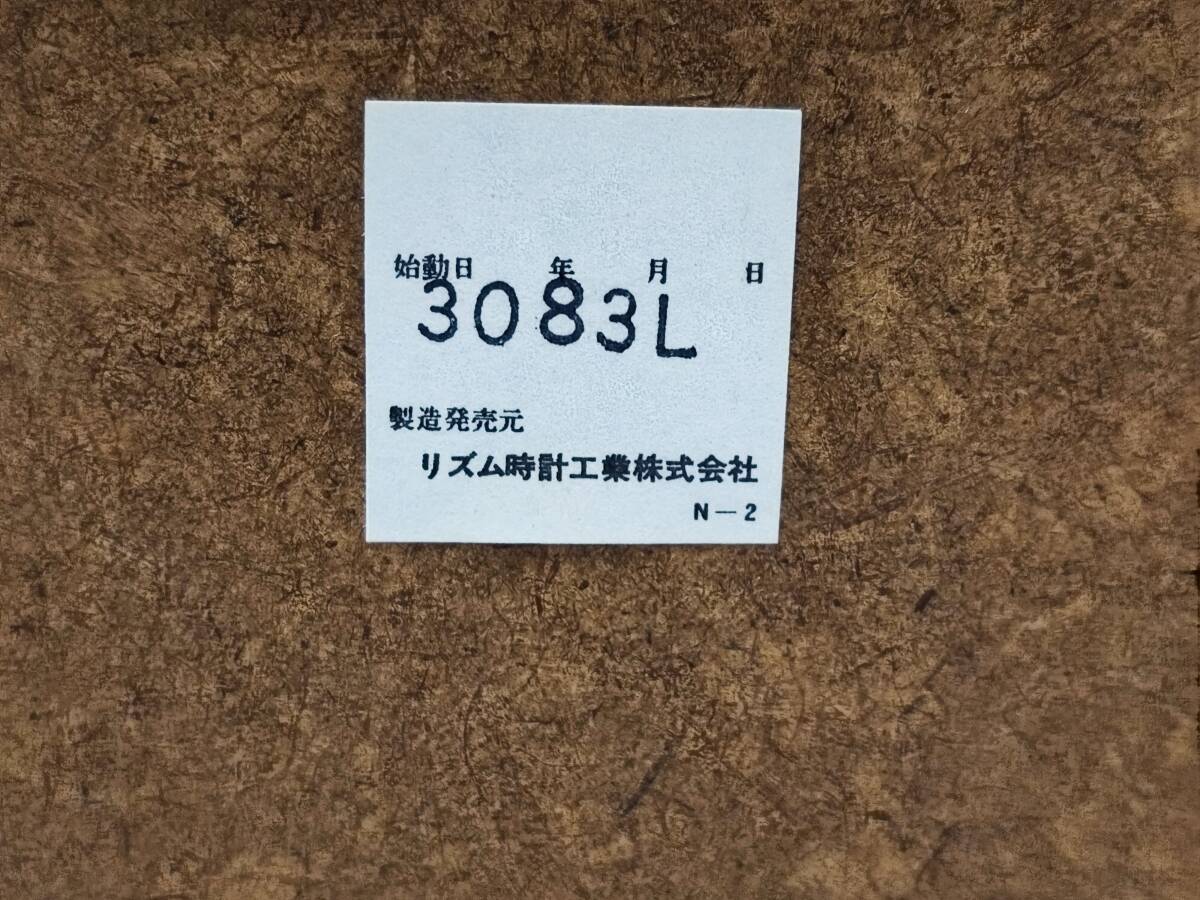 始動日 年 月 日
3083L
製造発売元
リズム時計工業株式会社
N-2